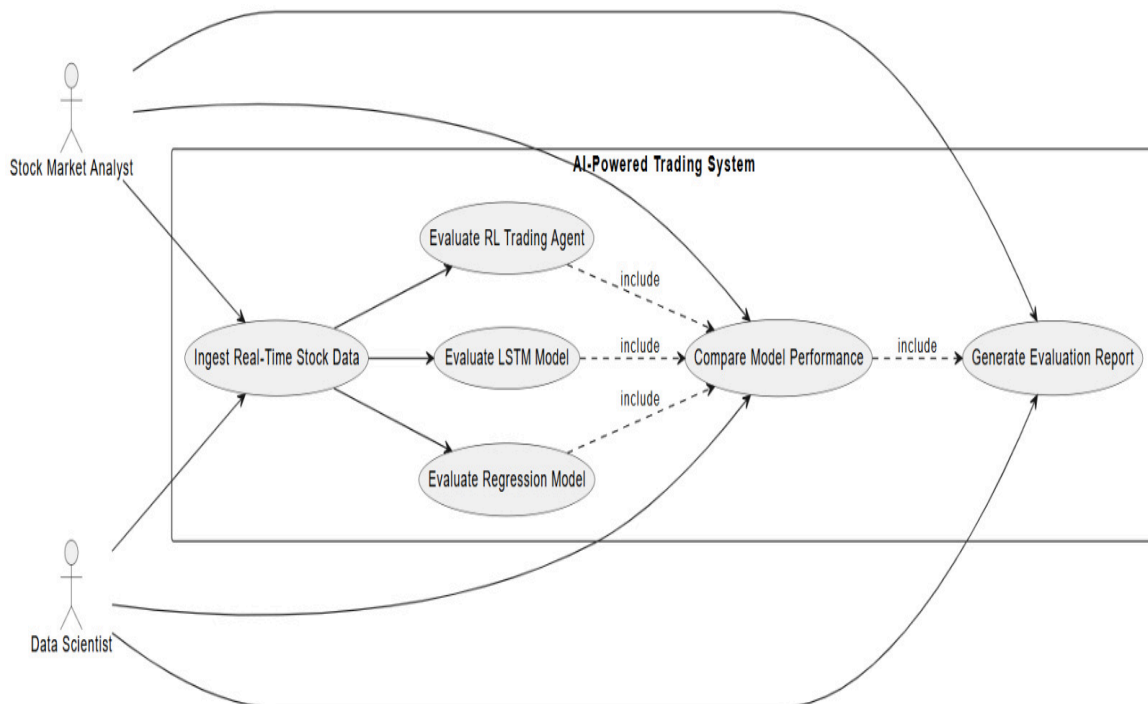 Stock Market Analyst
AI-Powered Trading System
Evaluate RL Trading Agent
include
Ingest Real-Time Stock Data
Evaluate LSTM Model
include
Compare Model Performance
include
Generate Evaluation Report
include
Evaluate Regression Model
Data Scientist